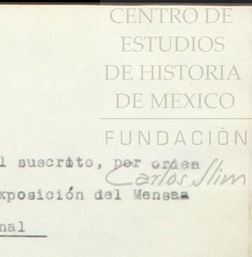 CENTRO DE
ESTUDIOS
DE HISTORIA
DE MEXICO
FUNDACIÓN
Carlos Slim
l suscrito, por orden
xposición del Mensaa
nal